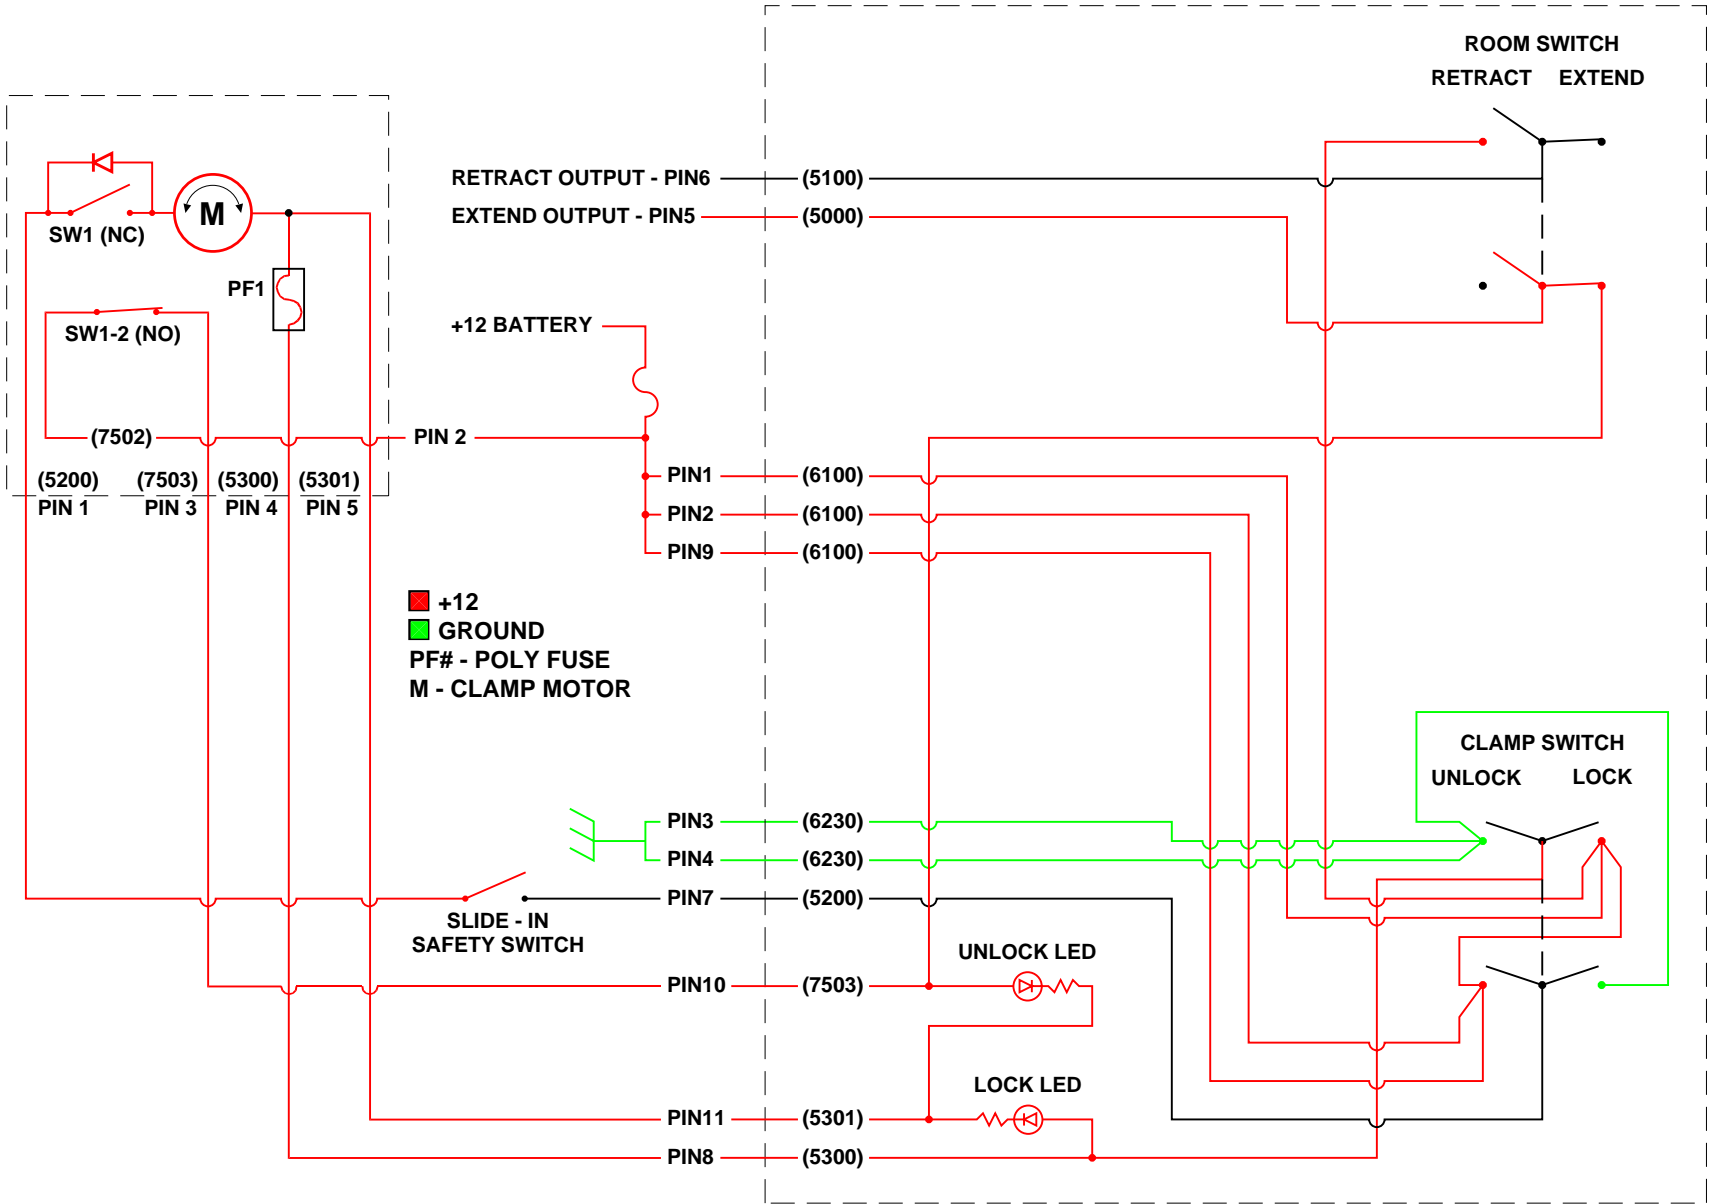 ROOM SWITCH
RETRACT EXTEND
RETRACT OUTPUT - PIN6 (5100)
EXTEND OUTPUT - PIN5 (5000)
M
SW1 (NC)
PF1
SW1-2 (NO)
+12 BATTERY
(7502) PIN 2
(5200) (7503) (5300) (5301)
PIN 1 PIN 3 PIN 4 PIN 5
PIN1 (6100)
PIN2 (6100)
PIN9 (6100)
+12
GROUND
PF# - POLY FUSE
M - CLAMP MOTOR
CLAMP SWITCH
UNLOCK LOCK
PIN3 (6230)
PIN4 (6230)
PIN7 (5200)
SLIDE - IN
SAFETY SWITCH
UNLOCK LED
PIN10 (7503)
LOCK LED
PIN11 (5301)
PIN8 (5300)